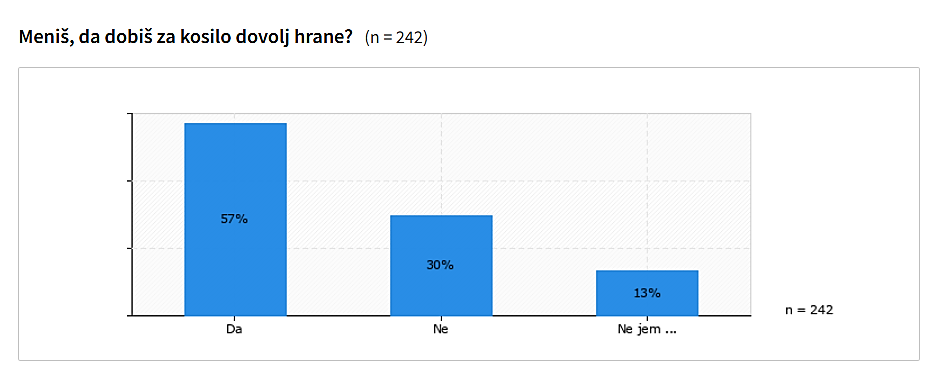 Meniš, da dobiš za kosilo dovolj hrane? (n = 242)
57%
30%
13%
n = 242
Da Ne Ne jem ...